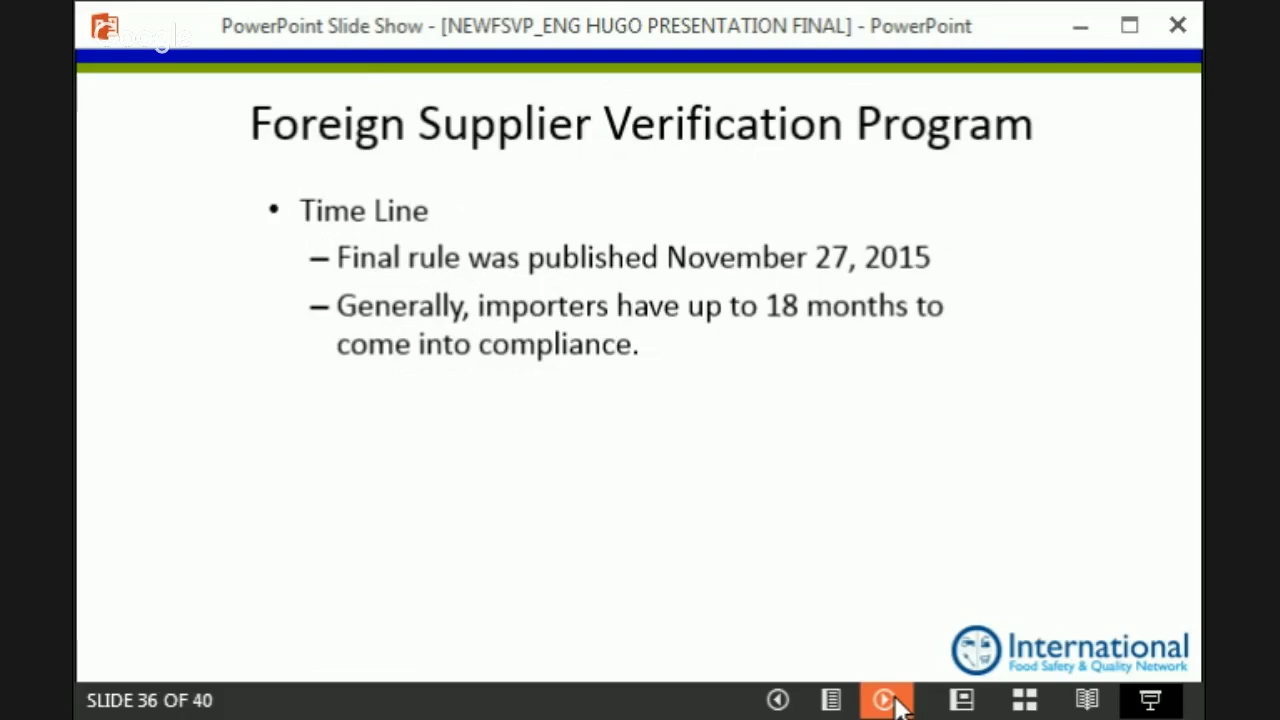 Google
PowerPoint Slide Show - [NEWFSVP_ENG HUGO PRESENTATION FINAL] - PowerPoint
Foreign Supplier Verification Program
• Time Line
– Final rule was published November 27, 2015
– Generally, importers have up to 18 months to
come into compliance.
International
Food Safety & Quality Network
SLIDE 36 OF 40